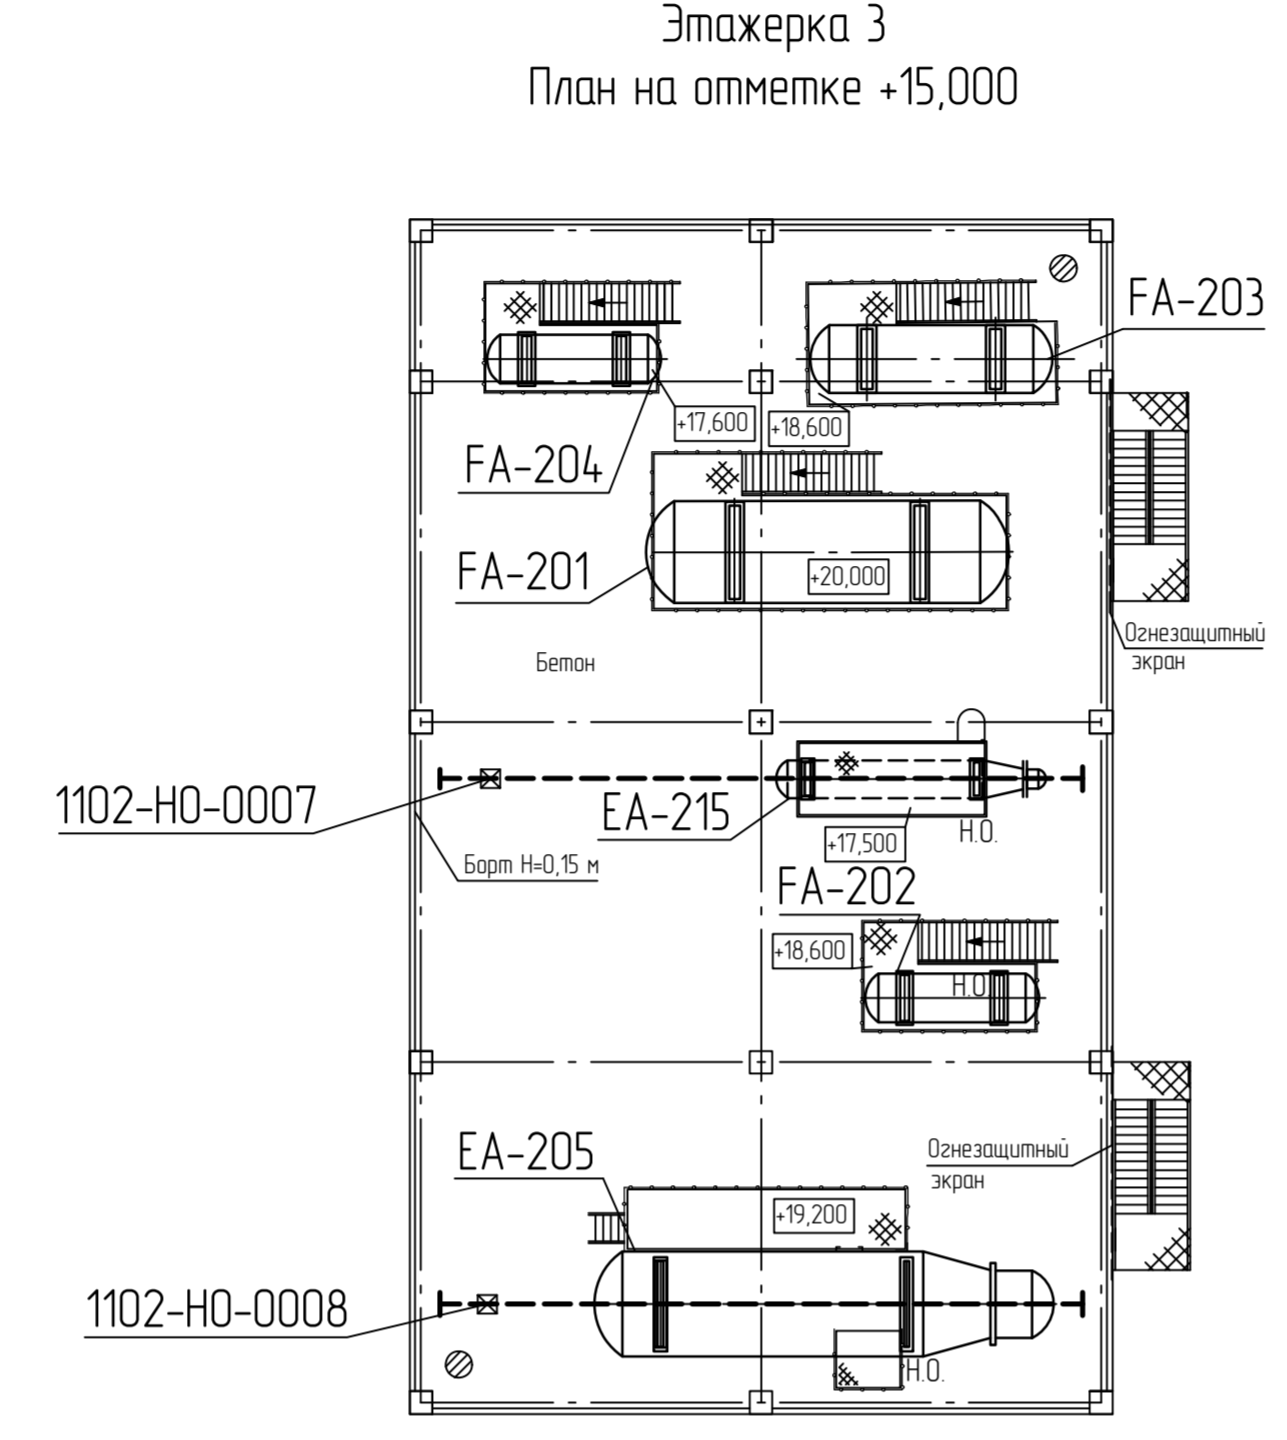 Этажерка 3
План на отметке +15,000
FA-203
+17,600
+18,600
FA-204
FA-201
+20,000
Огнезащитный
экран
Бетон
1102-НО-0007
EA-215
Н.О.
+17,500
Борт Н=0,15 м
FA-202
+18,600
Н.О.
EA-205
Огнезащитный
экран
+19,200
1102-НО-0008
Н.О.